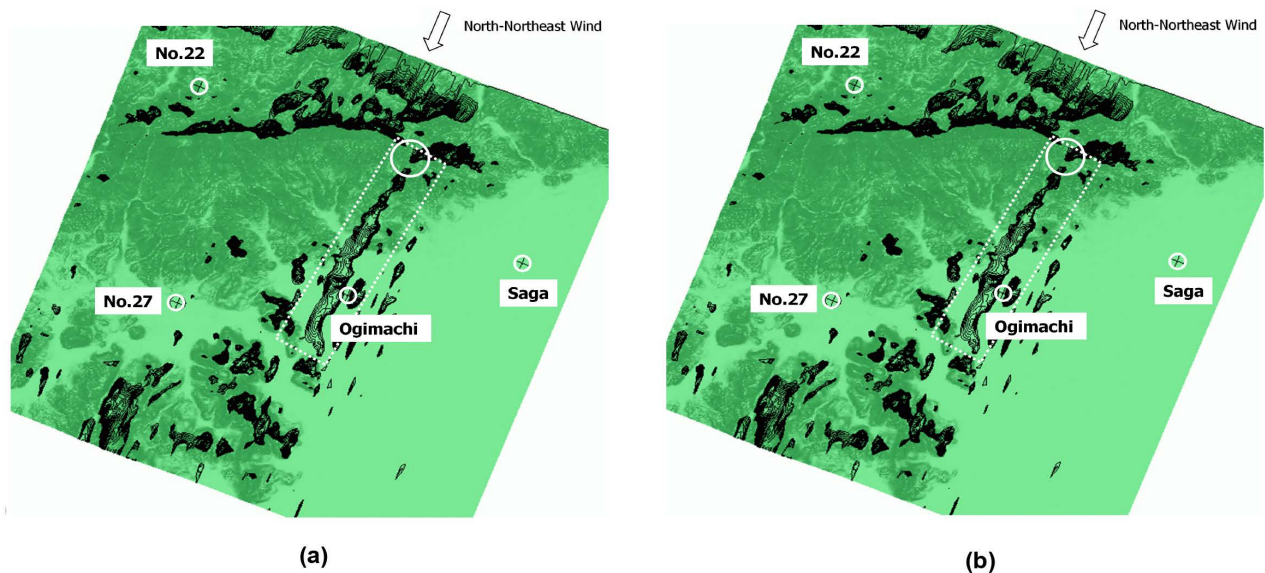 North-Northeast Wind
No.22
No.27
Saga
Ogimachi
(a)
North-Northeast Wind
No.22
No.27
Saga
Ogimachi
(b)